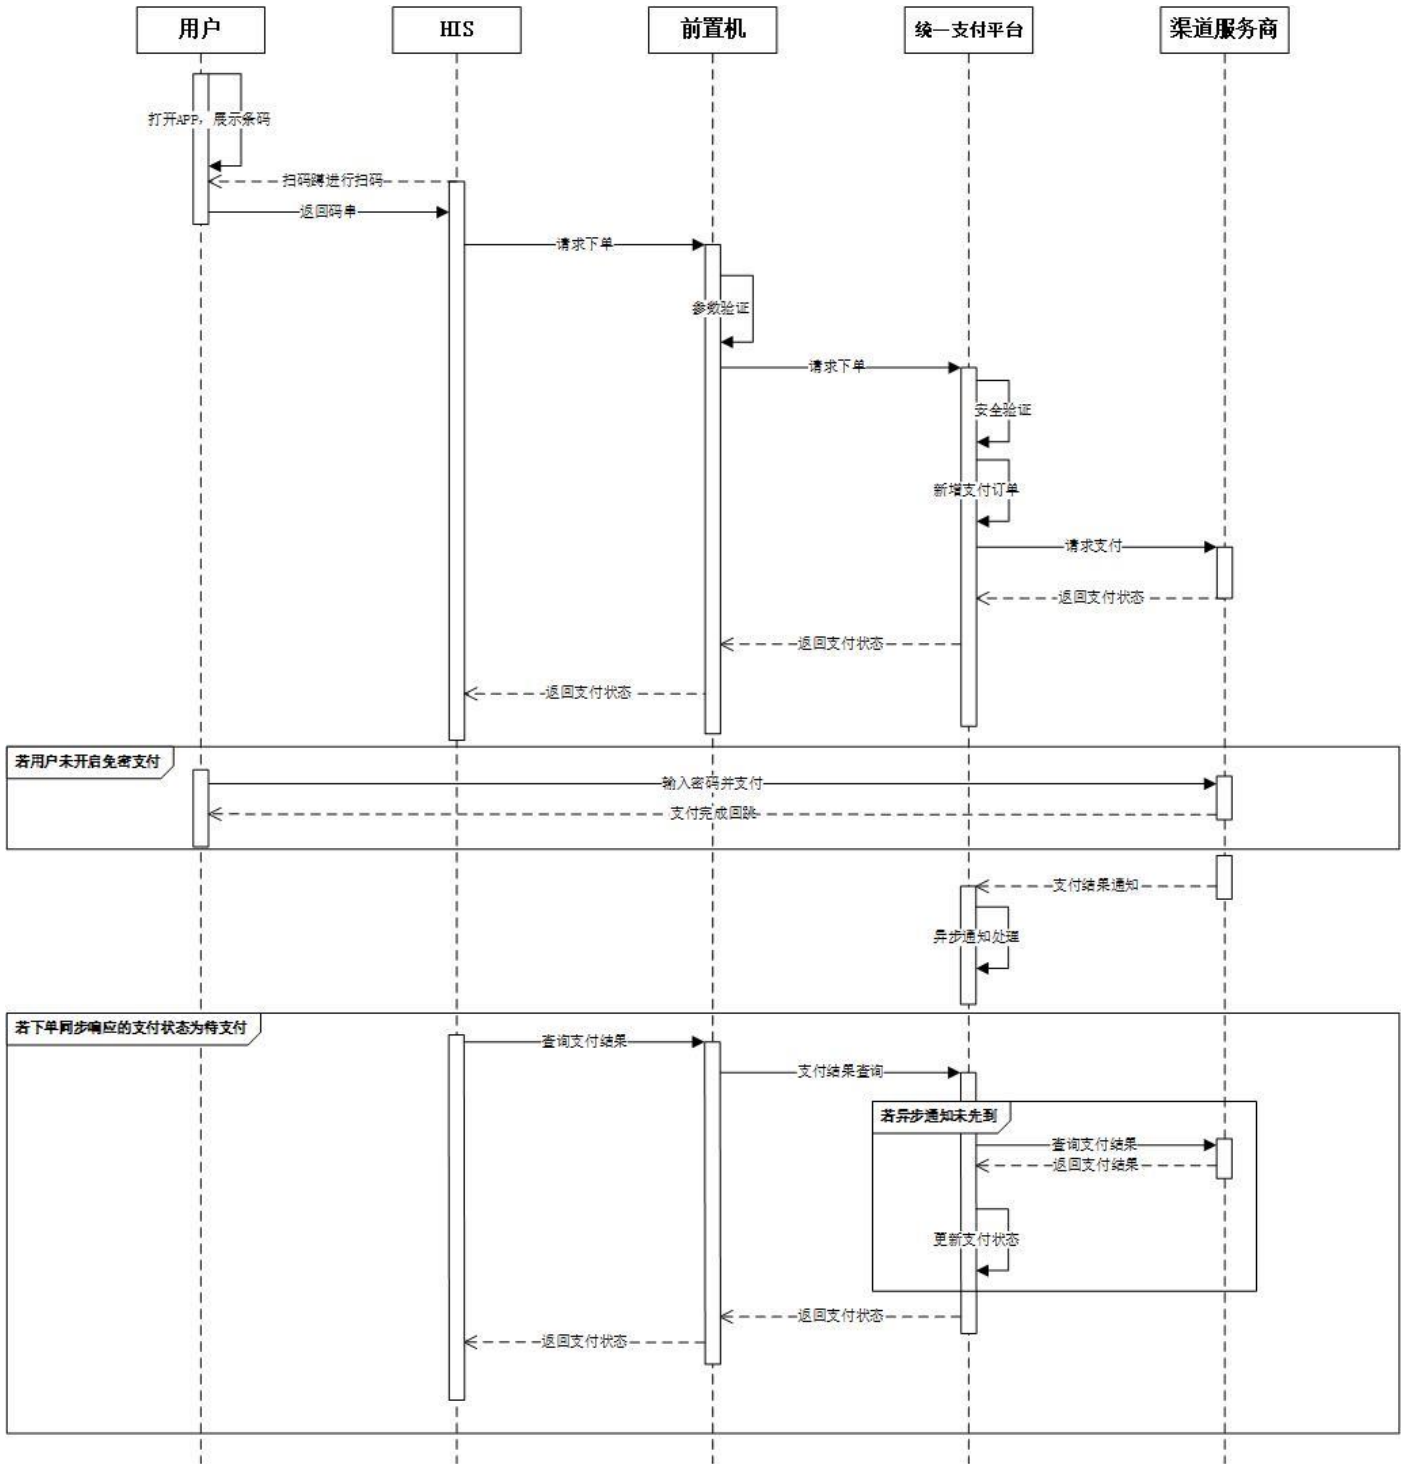 用户
HIS
前置机
统一支付平台
渠道服务商
打开APP，展示条码
扫码蹲进行扫码
返回码串
请求下单
参数验证
请求下单
安全验证
新增支付订单
请求支付
返回支付状态
返回支付状态
返回支付状态
若用户未开启免密支付
输入密码并支付
支付完成回跳
支付结果通知
异步通知处理
若下单同步响应的支付状态为待支付
查询支付结果
支付结果查询
若异步通知未先到
查询支付结果
返回支付结果
更新支付状态
返回支付状态
返回支付状态